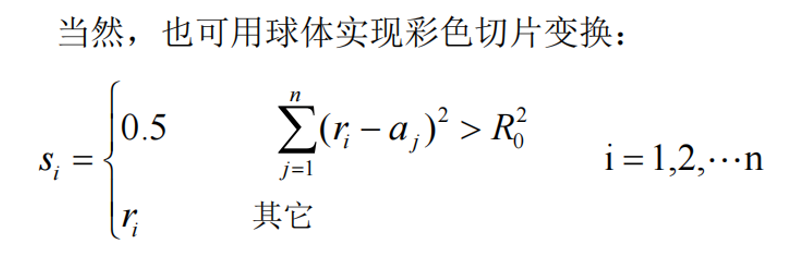 当然，也可用球体实现彩色切片变换：
s_i = { 0.5   \sum_{j=1}^{n} (r_i − a_j)^2 > R_0^2
r_i   其它   i = 1,2,⋯n